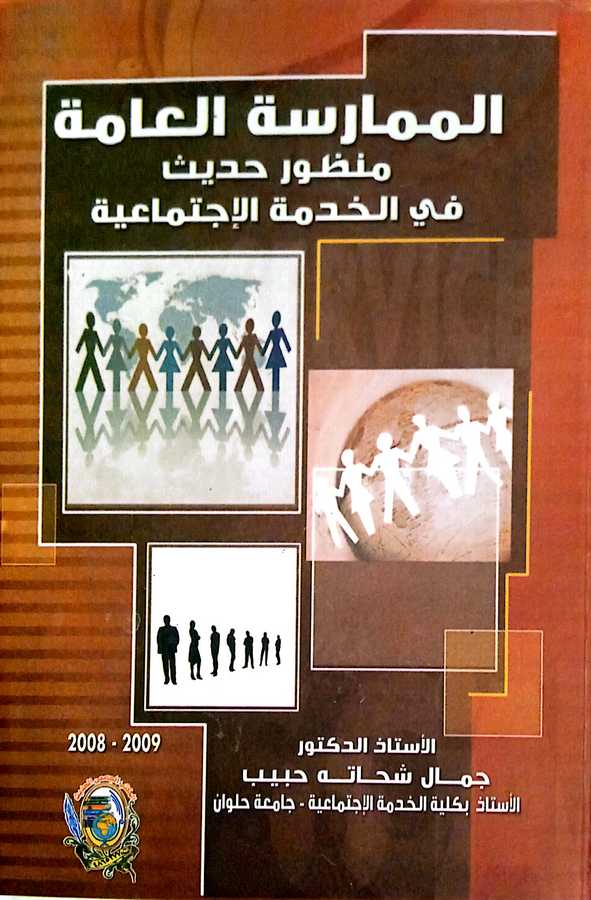 الممارسة العامة
منظور حديث
في الخدمة الإجتماعية
الأستاذ الدكتور
جمال شحاته حبيب
الأستاذ بكلية الخدمة الإجتماعية - جامعة حلوان
2008 - 2009